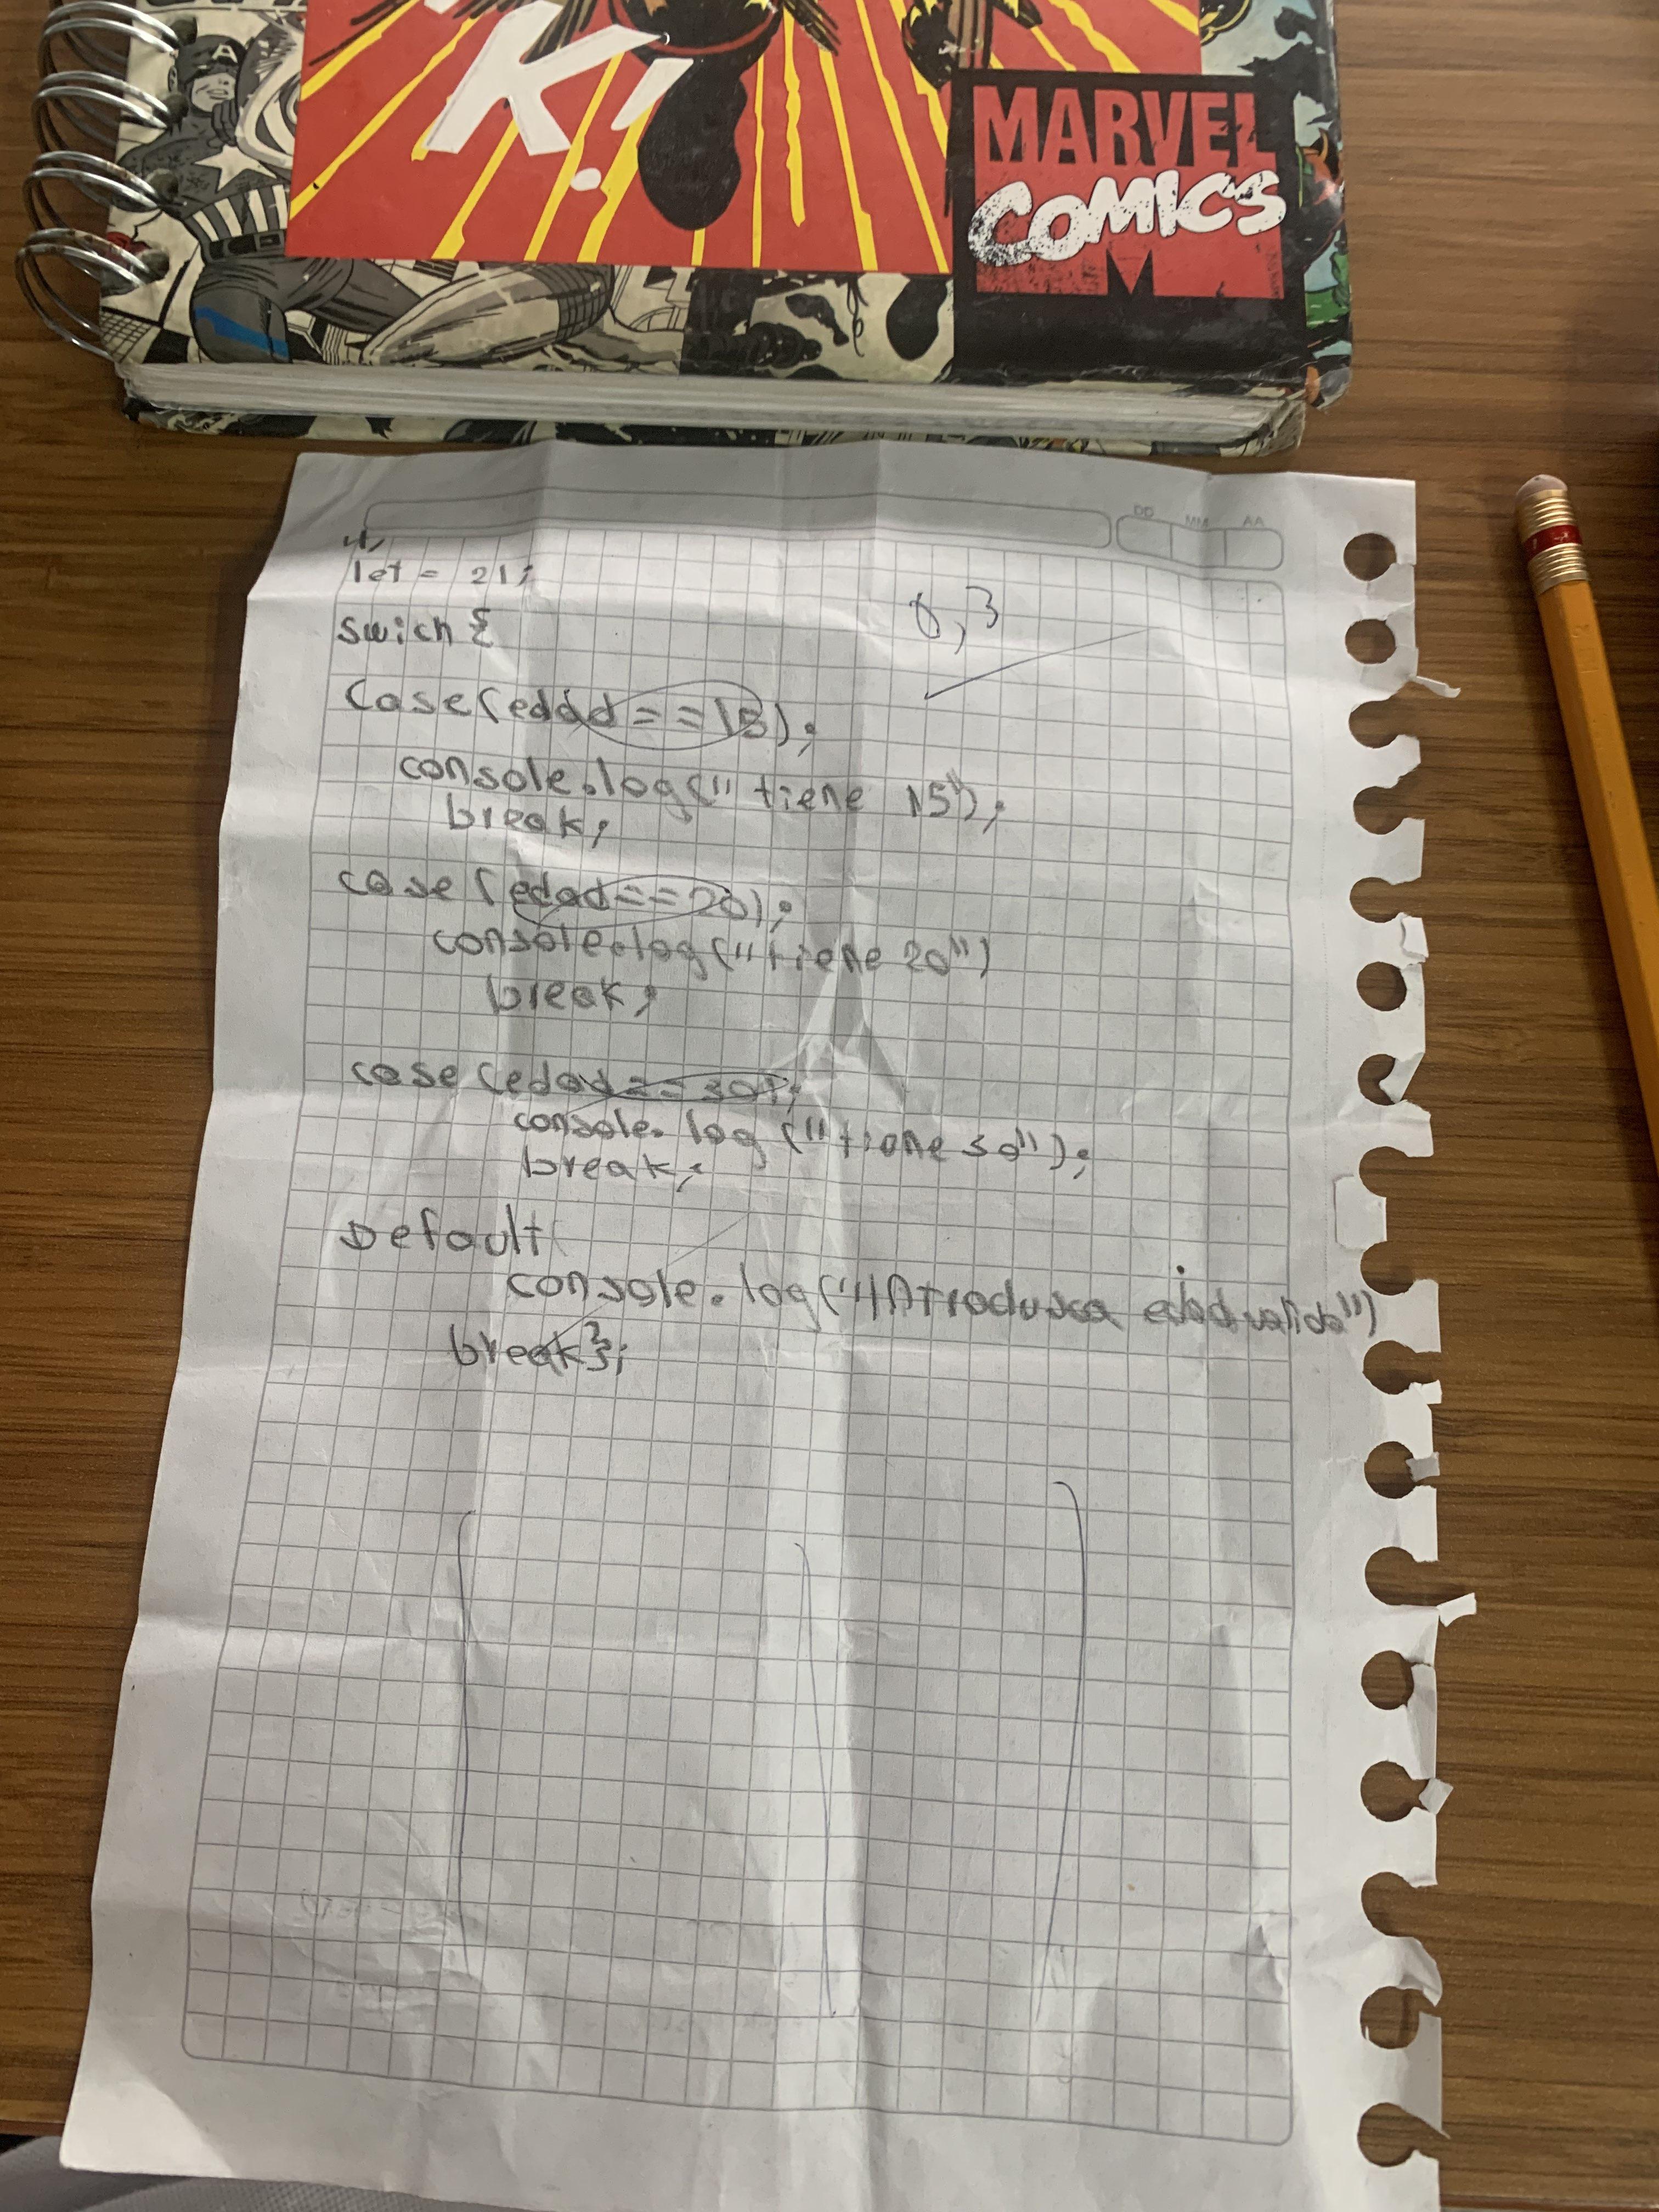 K!
MARVEL
COMICS
DD MM AA
4,
let = 21;
swich {
0,3
case (edad == 15);
console.log(" tiene 15");
break;
case (edad == 20);
console.log("tiene 20")
break;
case (edad == 30);
console.log ("tiene 30");
break;
Default
console.log("Introdusca edad valida")
break};